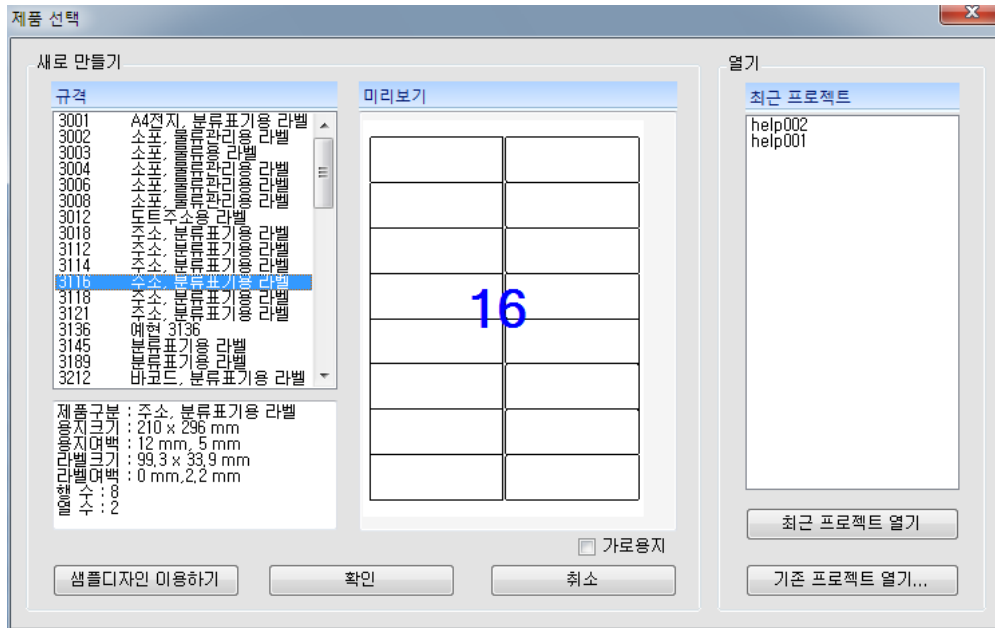 제품 선택
x
새로 만들기
규격
3001 A4전지, 분류표기용 라벨
3002 소포, 물류관리용 라벨
3003 소포, 물류용 라벨
3004 소포, 물류관리용 라벨
3006 소포, 물류관리용 라벨
3008 소포, 물류관리용 라벨
3012 도트주소용 라벨
3018 주소, 분류표기용 라벨
3112 주소, 분류표기용 라벨
3114 주소, 분류표기용 라벨
3116 주소, 분류표기용 라벨
3118 주소, 분류표기용 라벨
3121 주소, 분류표기용 라벨
3136 예현 3136
3145 분류표기용 라벨
3189 분류표기용 라벨
3212 바코드, 분류표기용 라벨
제품구분 : 주소, 분류표기용 라벨
용지크기 : 210 x 296 mm
용지여백 : 12 mm, 5 mm
라벨크기 : 99,3 x 33,9 mm
라벨여백 : 0 mm,2,2 mm
행 수 : 8
열 수 : 2
미리보기
16
가로용지
샘플디자인 이용하기
확인
취소
열기
최근 프로젝트
help002
help001
최근 프로젝트 열기
기존 프로젝트 열기...